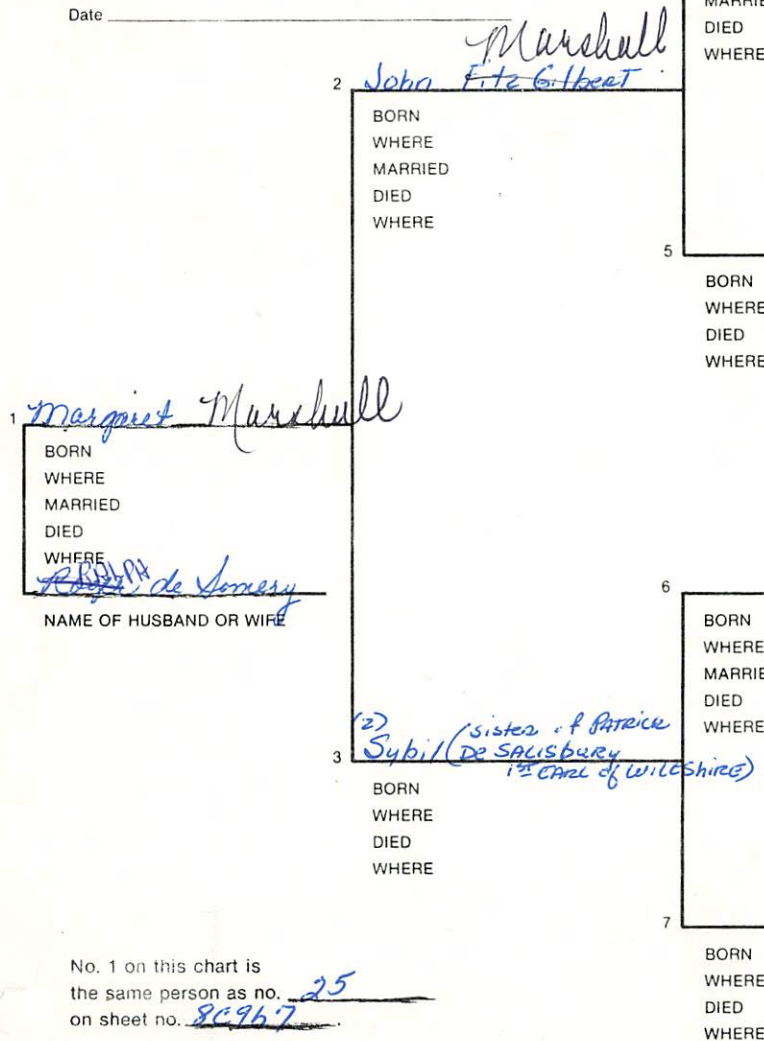 Date
MARRIED
DIED
WHERE
Marshall
2 John Fitz Gilbert
BORN
WHERE
MARRIED
DIED
WHERE
5
BORN
WHERE
DIED
WHERE
1 Margaret Marshall
BORN
WHERE
MARRIED
DIED
WHERE
RALPH
Roger de Somery
NAME OF HUSBAND OR WIFE
6
BORN
WHERE
MARRIE
DIED
WHERE
(2)
3 Sybil (sister of PATRICK
DE SALISbury
1st EARL of WILTShiRE)
BORN
WHERE
DIED
WHERE
7
BORN
WHERE
DIED
WHERE
No. 1 on this chart is
the same person as no. 25
on sheet no. 8C9b7.